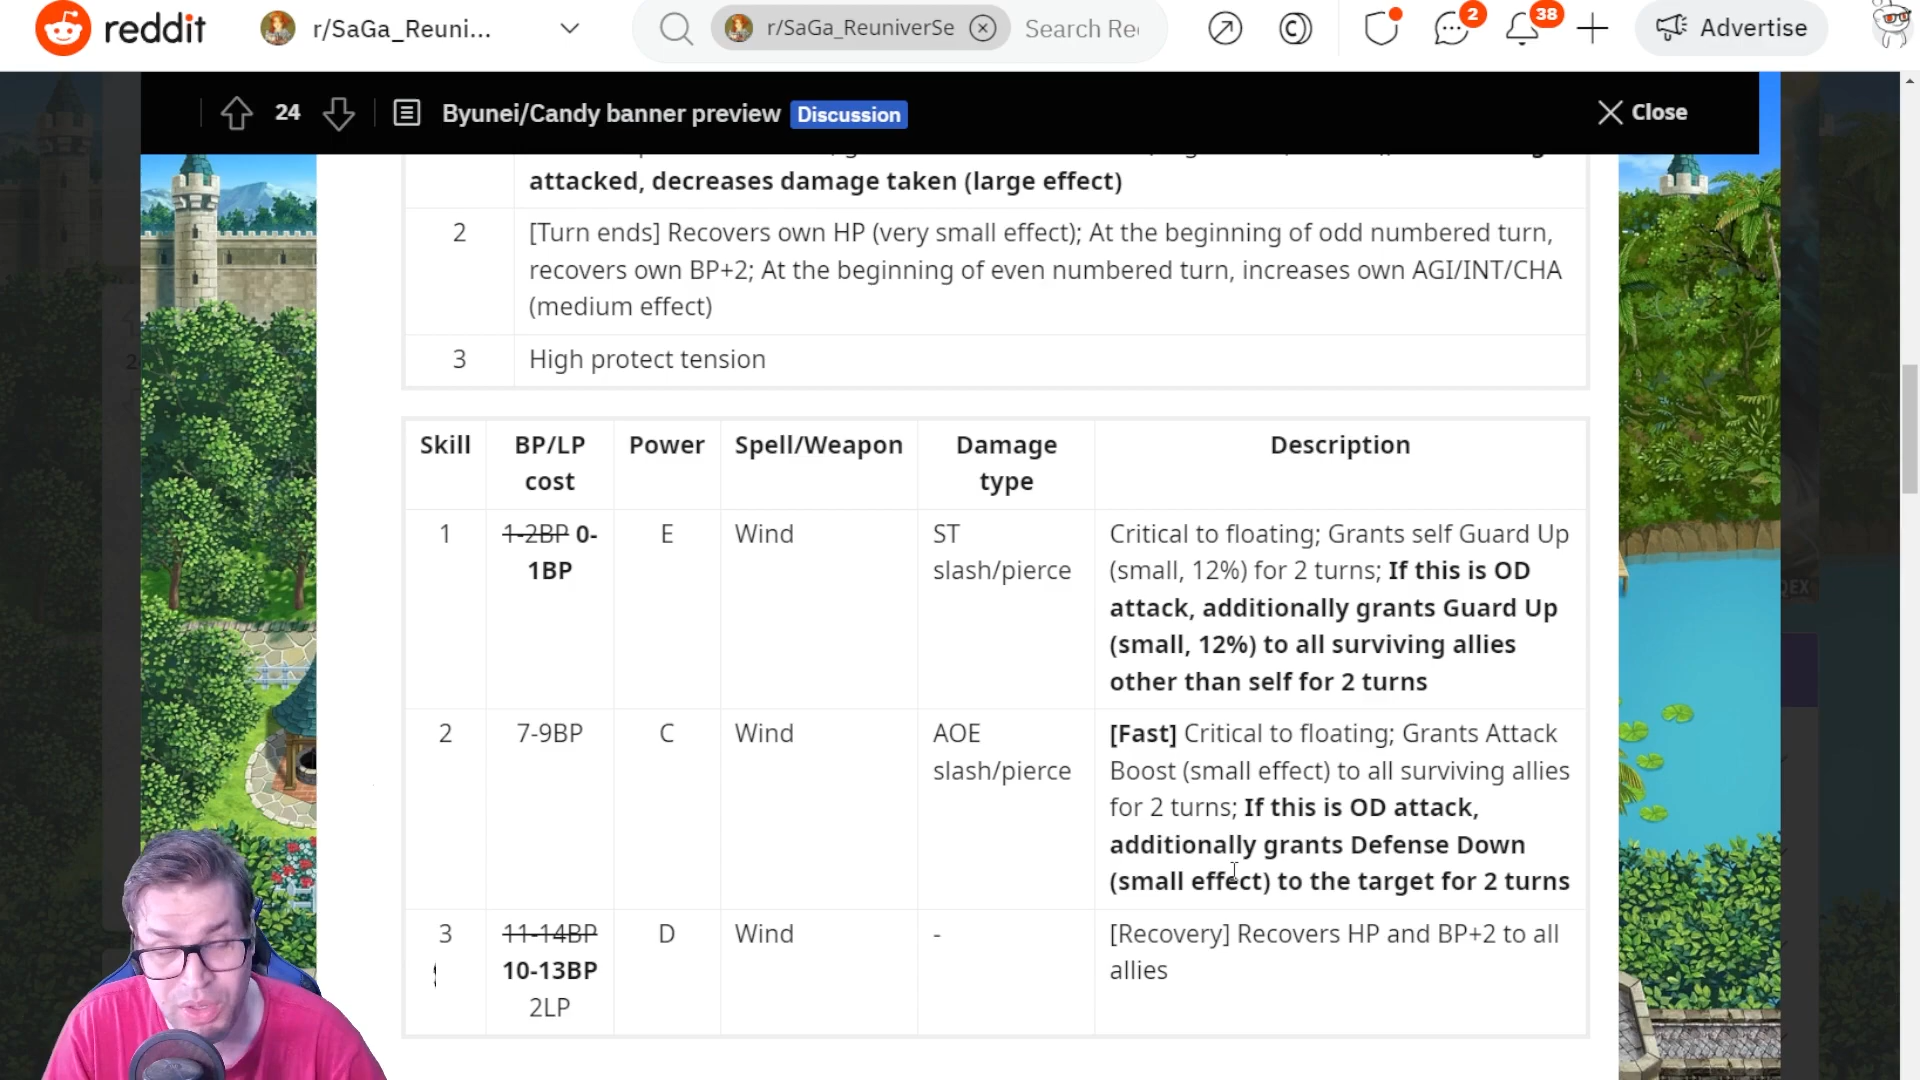 reddit
r/SaGa_Reuni...
r/SaGa_ReuniverSe
Search Re
2
38
Advertise
24
Byunei/Candy banner preview
Discussion
Close
attacked, decreases damage taken (large effect)
2
[Turn ends] Recovers own HP (very small effect); At the beginning of odd numbered turn,
recovers own BP+2; At the beginning of even numbered turn, increases own AGI/INT/CHA
(medium effect)
3
High protect tension
Skill
BP/LP
cost
Power
Spell/Weapon
Damage
type
Description
1
1-2BP 0-
1BP
E
Wind
ST
slash/pierce
Critical to floating; Grants self Guard Up
(small, 12%) for 2 turns; If this is OD
attack, additionally grants Guard Up
(small, 12%) to all surviving allies
other than self for 2 turns
2
7-9BP
C
Wind
AOE
slash/pierce
[Fast] Critical to floating; Grants Attack
Boost (small effect) to all surviving allies
for 2 turns; If this is OD attack,
additionally grants Defense Down
(small effect) to the target for 2 turns
3
11-14BP
10-13BP
2LP
D
Wind
-
[Recovery] Recovers HP and BP+2 to all
allies